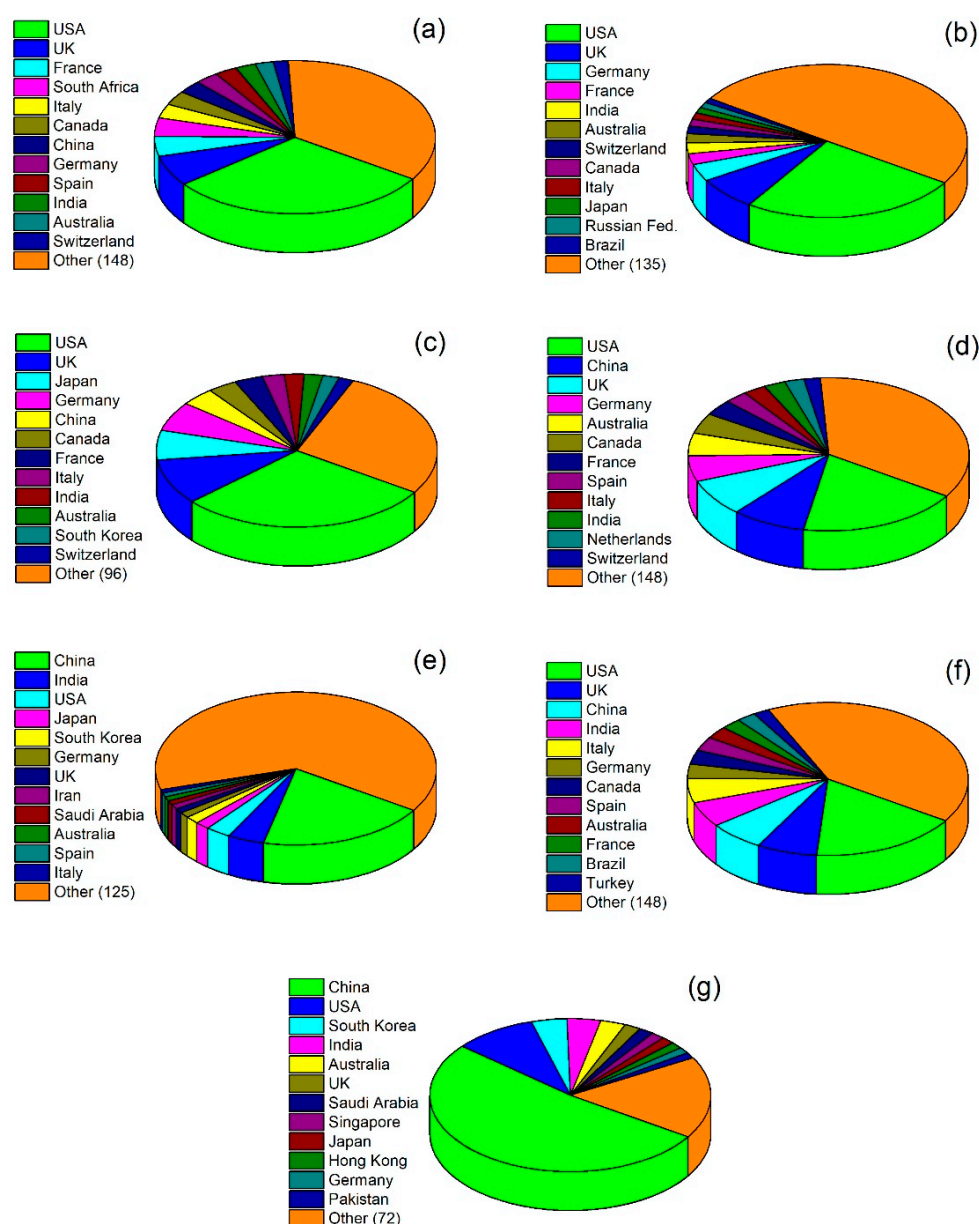 (a)
USA
UK
France
South Africa
Italy
Canada
China
Germany
Spain
India
Australia
Switzerland
Other (148)
(b)
USA
UK
Germany
France
India
Australia
Switzerland
Canada
Italy
Japan
Russian Fed.
Brazil
Other (135)
(c)
USA
UK
Japan
Germany
China
Canada
France
Italy
India
Australia
South Korea
Switzerland
Other (96)
(d)
USA
China
UK
Germany
Australia
Canada
France
Spain
Italy
India
Netherlands
Switzerland
Other (148)
(e)
China
India
USA
Japan
South Korea
Germany
UK
Iran
Saudi Arabia
Australia
Spain
Italy
Other (125)
(f)
USA
UK
China
India
Italy
Germany
Canada
Spain
Australia
France
Brazil
Turkey
Other (148)
(g)
China
USA
South Korea
India
Australia
UK
Saudi Arabia
Singapore
Japan
Hong Kong
Germany
Pakistan
Other (72)